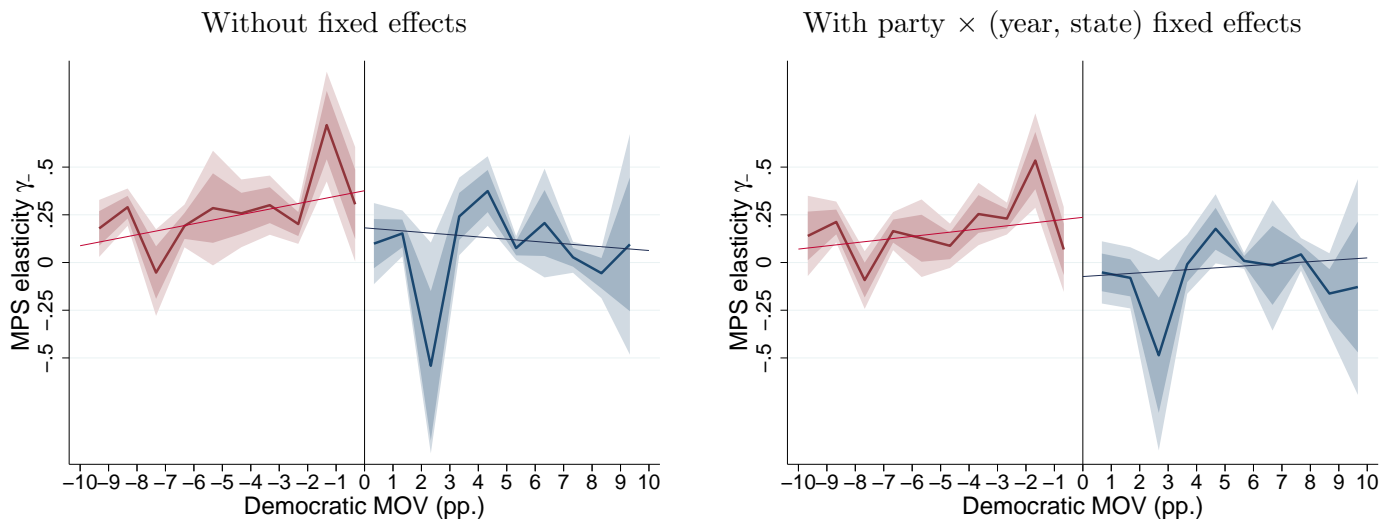 Without fixed effects
MPS elasticity γ₋
.5
.25
0
−.25
−.5
−10 −9 −8 −7 −6 −5 −4 −3 −2 −1 0 1 2 3 4 5 6 7 8 9 10
Democratic MOV (pp.)
With party × (year, state) fixed effects
MPS elasticity γ₋
.5
.25
0
−.25
−.5
−10 −9 −8 −7 −6 −5 −4 −3 −2 −1 0 1 2 3 4 5 6 7 8 9 10
Democratic MOV (pp.)